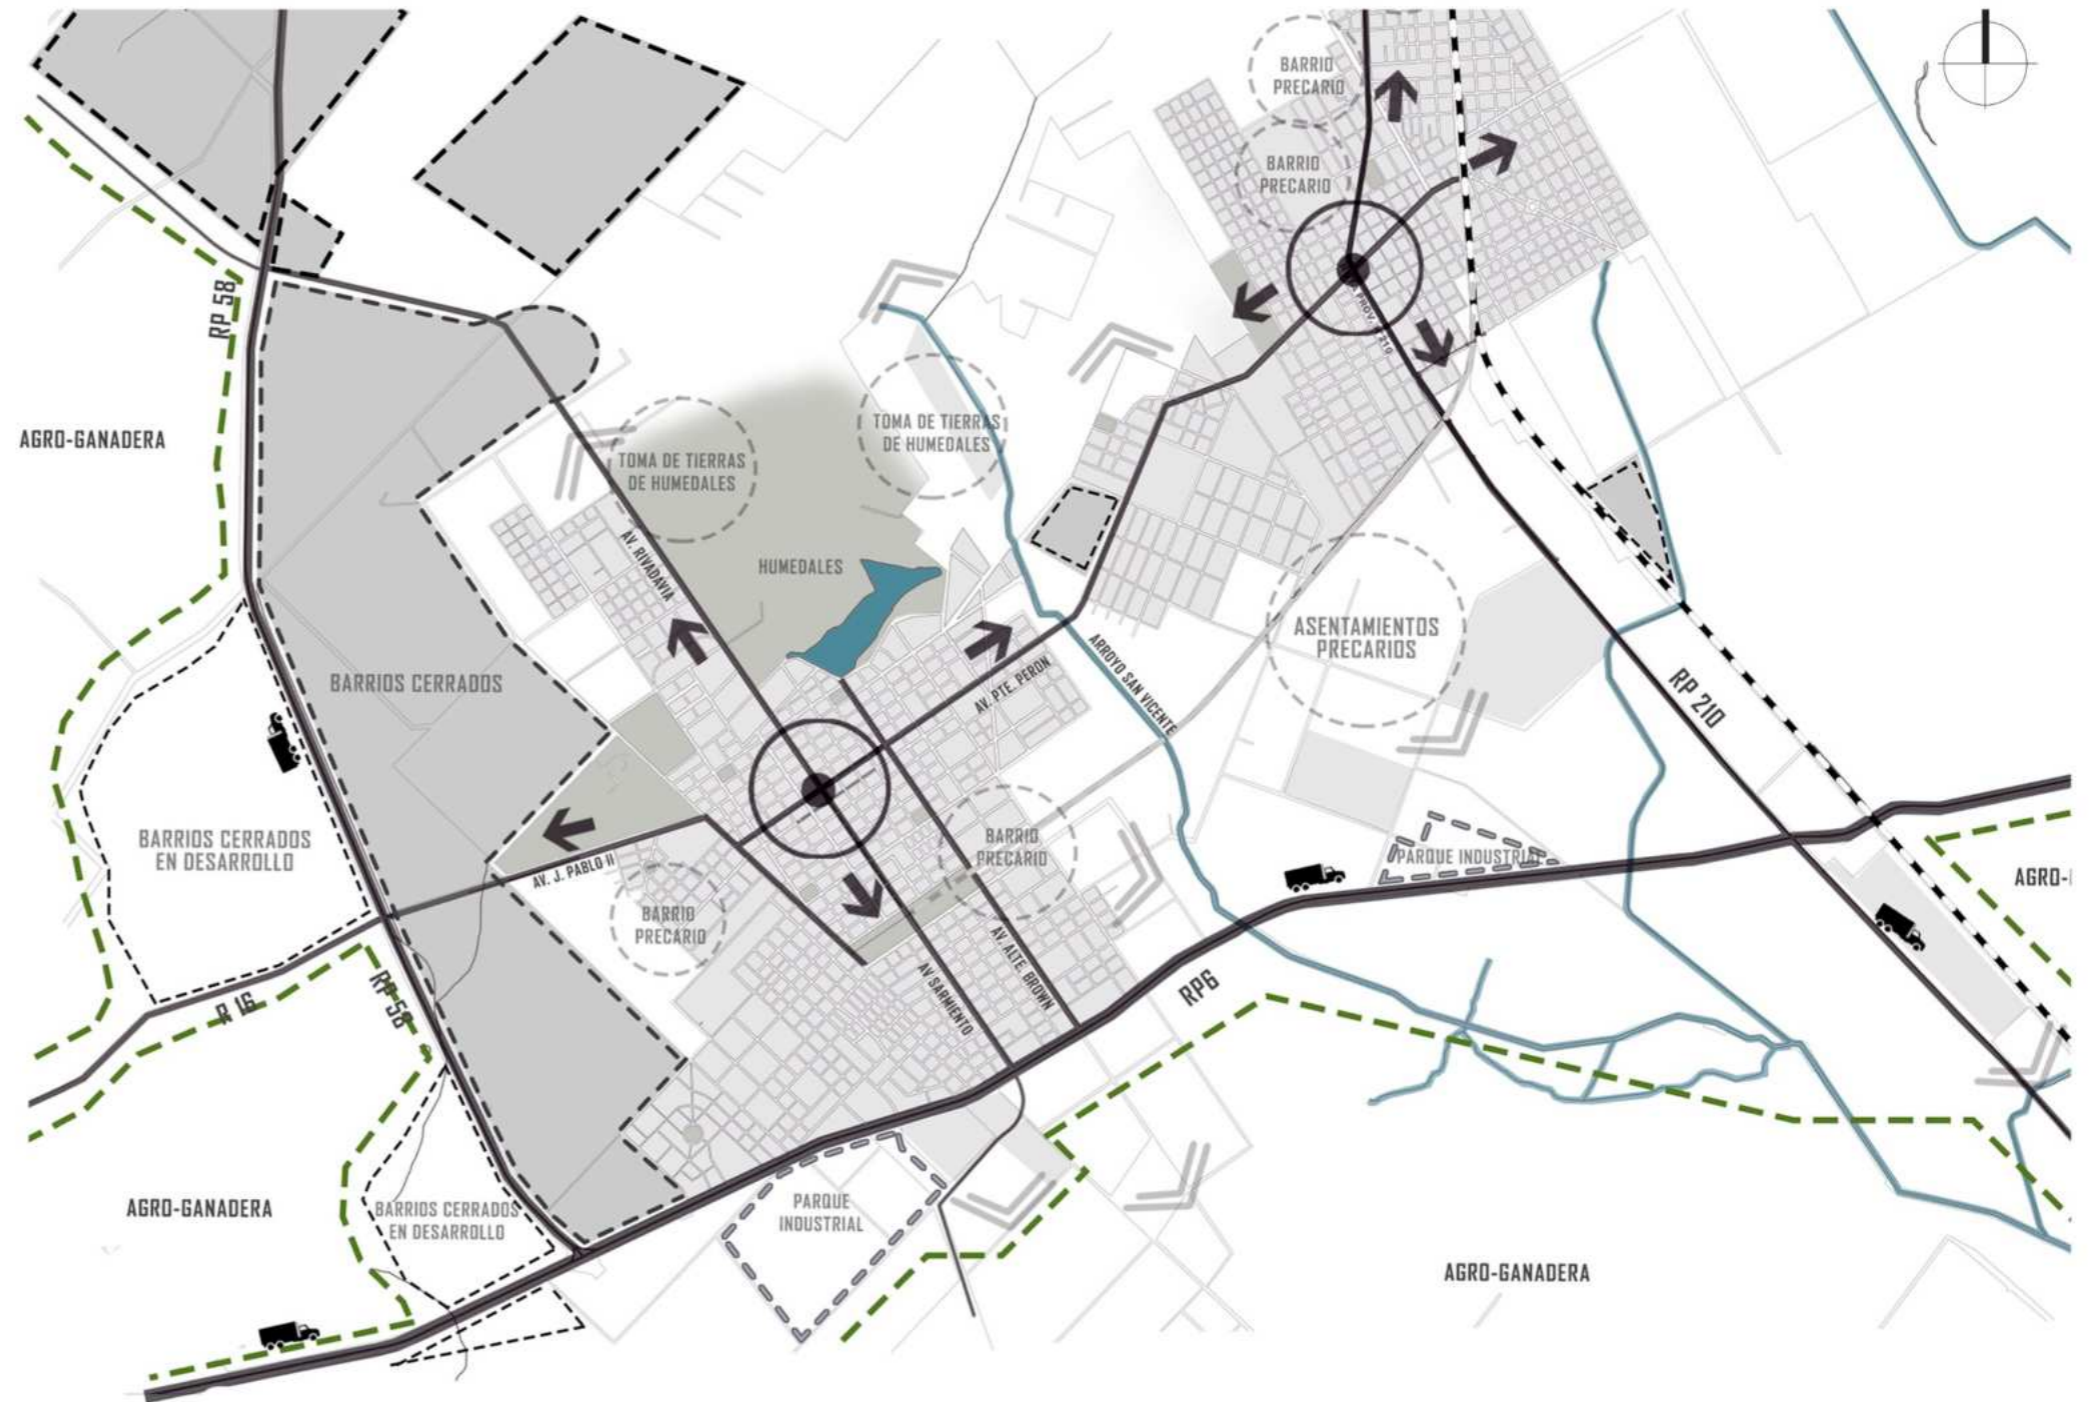 BARRIO
PRECARIO
BARRIO
PRECARIO
RP 58
PROV. 210
AGRO-GANADERA
TOMA DE TIERRAS
DE HUMEDALES
TOMA DE TIERRAS
DE HUMEDALES
AV. RIVADAVIA
HUMEDALES
ASENTAMIENTOS
PRECARIOS
ARROYO SAN VICENTE
AV. PTE. PERON
BARRIOS CERRADOS
RP 210
BARRIOS CERRADOS
EN DESARROLLO
BARRIO
PRECARIO
PARQUE INDUSTRIAL
AV. J. PABLO II
AGRO-
BARRIO
PRECARIO
RP 58
R 16
AV SARMIENTO
AV. ALTE. BROWN
RP6
AGRO-GANADERA
BARRIOS CERRADOS
EN DESARROLLO
PARQUE
INDUSTRIAL
AGRO-GANADERA